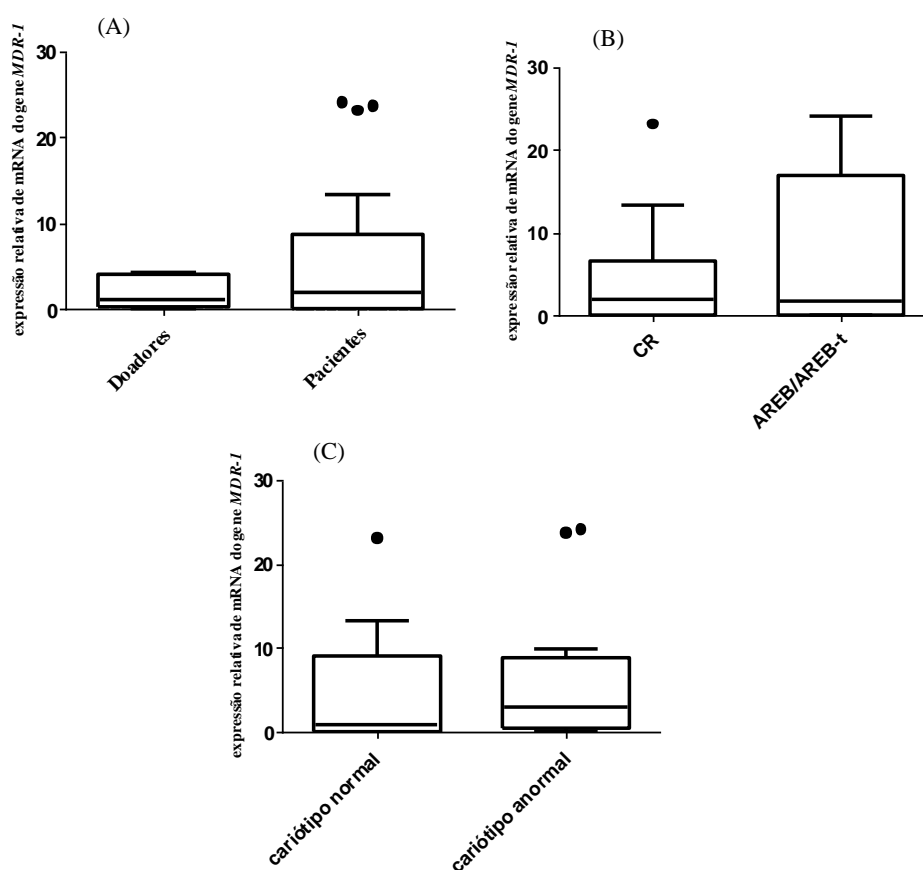 (A)
expressão relativa de mRNA do gene MDR-1
30
20
10
0
Doadores
Pacientes
(B)
expressão relativa de mRNA do gene MDR-1
30
20
10
0
CR
AREB/AREB-t
(C)
expressão relativa de mRNA do gene MDR-1
30
20
10
0
cariótipo normal
cariótipo anormal